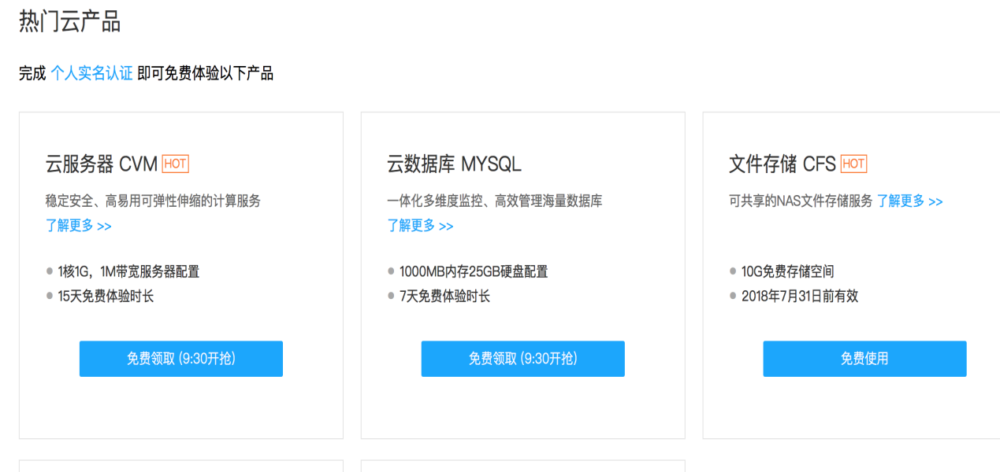 热门云产品
完成 个人实名认证 即可免费体验以下产品
云服务器 CVM HOT
稳定安全、高易用可弹性伸缩的计算服务
了解更多 >>
1核1G，1M带宽服务器配置
15天免费体验时长
免费领取 (9:30开抢)
云数据库 MYSQL
一体化多维度监控、高效管理海量数据库
了解更多 >>
1000MB内存25GB硬盘配置
7天免费体验时长
免费领取 (9:30开抢)
文件存储 CFS HOT
可共享的NAS文件存储服务 了解更多 >>
10G免费存储空间
2018年7月31日前有效
免费使用